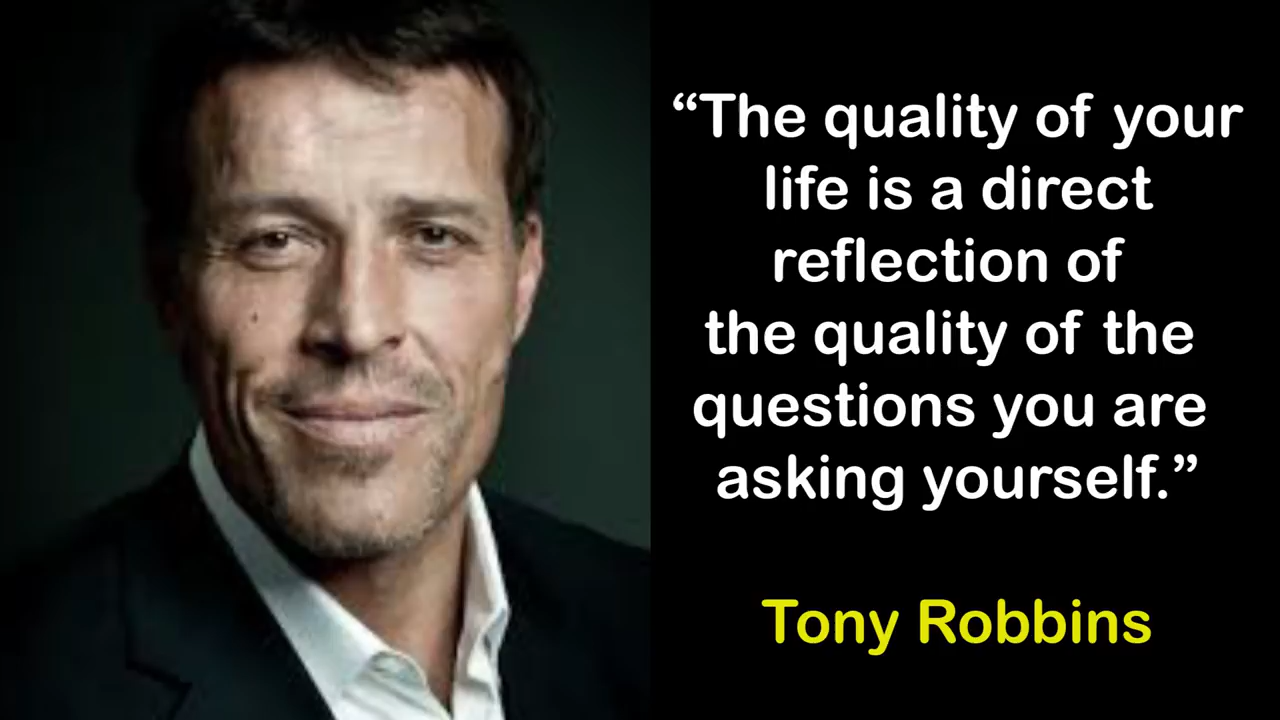 “The quality of your
life is a direct
reflection of
the quality of the
questions you are
asking yourself.”
Tony Robbins